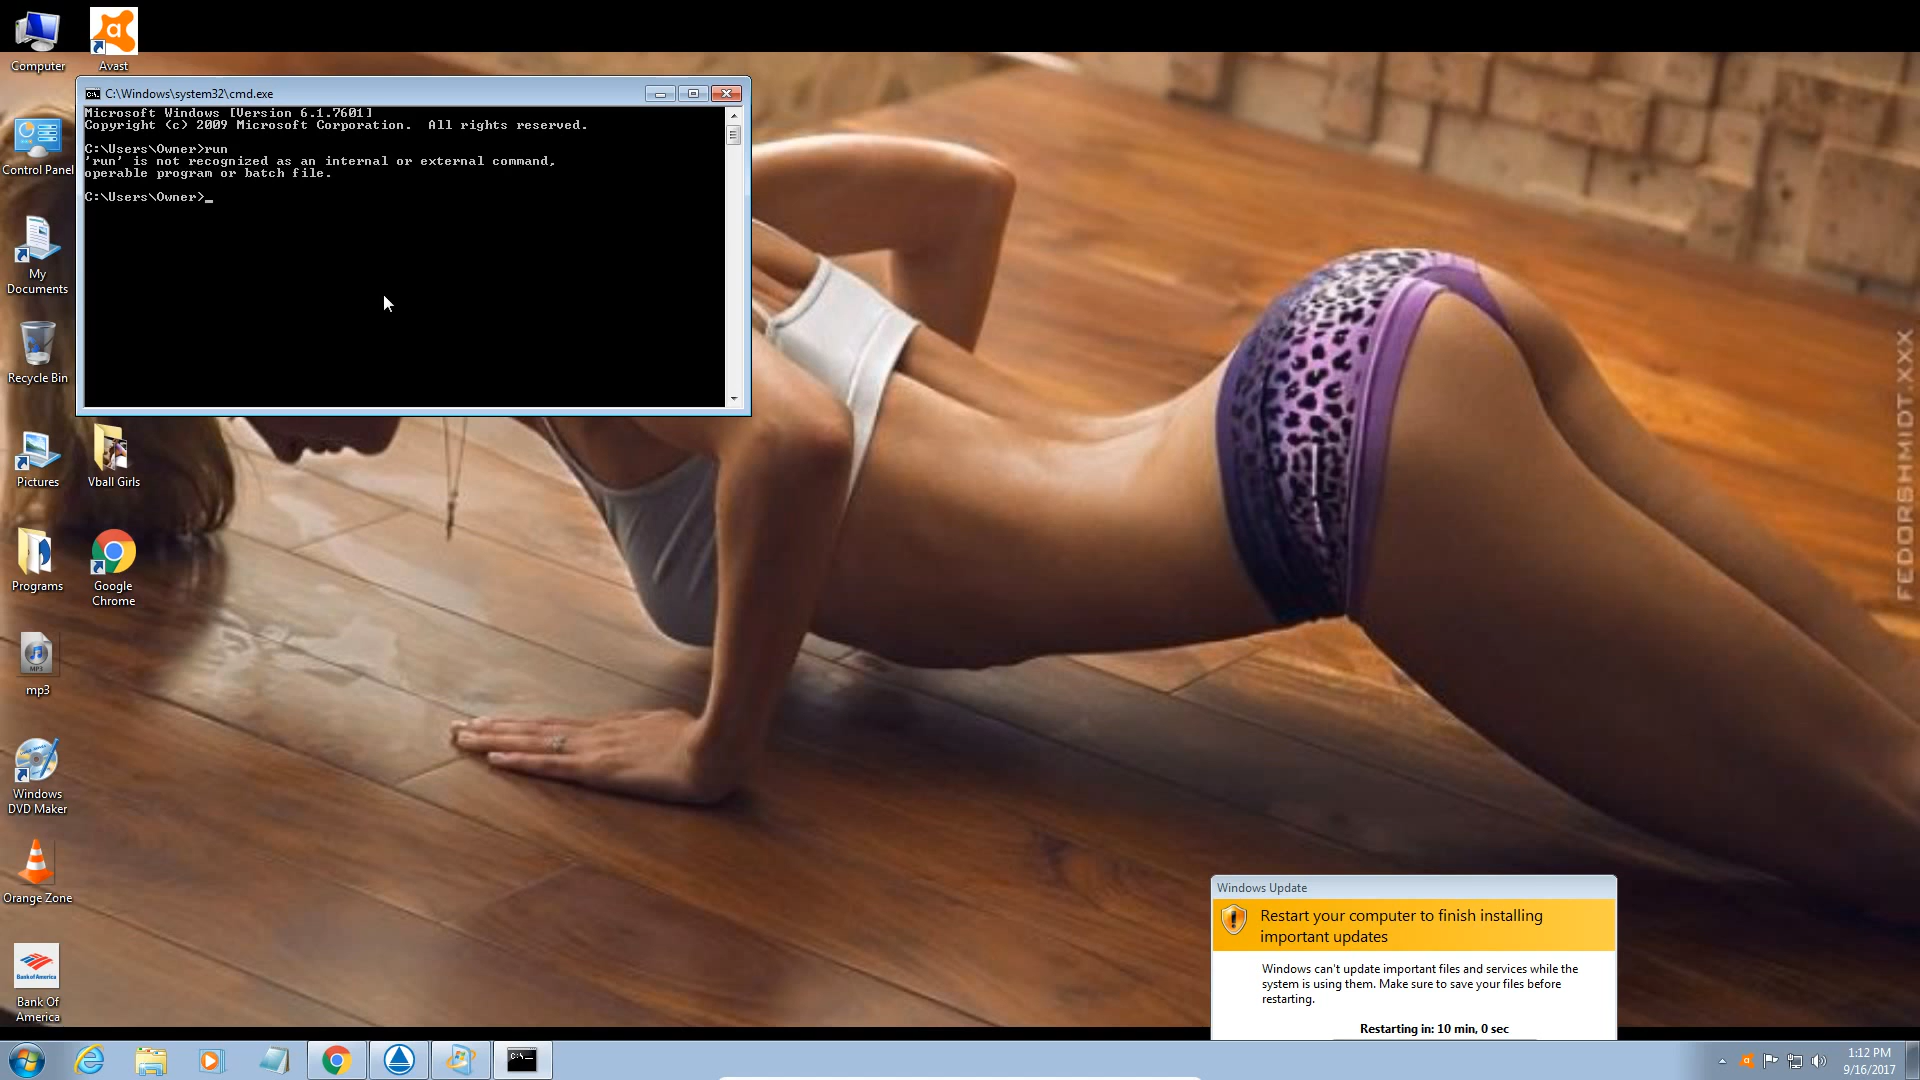 Computer
Avast
C:\Windows\system32\cmd.exe
Microsoft Windows [Version 6.1.7601]
Copyright (c) 2009 Microsoft Corporation.  All rights reserved.
C:\Users\Owner>run
'run' is not recognized as an internal or external command,
operable program or batch file.
C:\Users\Owner>_
Control Panel
My
Documents
Recycle Bin
Pictures
Vball Girls
Programs
Google
Chrome
MP3
mp3
Windows
DVD Maker
Orange Zone
Bank of America
Bank Of
America
FEDORSHMIDT.XXX
Windows Update
Restart your computer to finish installing
important updates
Windows can't update important files and services while the
system is using them. Make sure to save your files before
restarting.
Restarting in: 10 min, 0 sec
C:\_
1:12 PM
9/16/2017